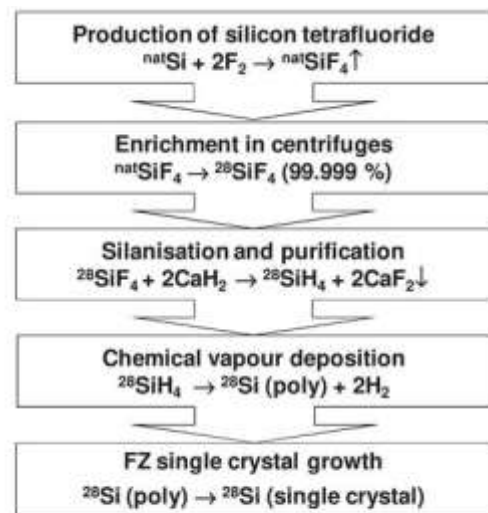 Production of silicon tetrafluoride
ⁿᵃᵗSi + 2F₂ → ⁿᵃᵗSiF₄↑
Enrichment in centrifuges
ⁿᵃᵗSiF₄ → ²⁸SiF₄ (99.999 %)
Silanisation and purification
²⁸SiF₄ + 2CaH₂ → ²⁸SiH₄ + 2CaF₂↓
Chemical vapour deposition
²⁸SiH₄ → ²⁸Si (poly) + 2H₂
FZ single crystal growth
²⁸Si (poly) → ²⁸Si (single crystal)